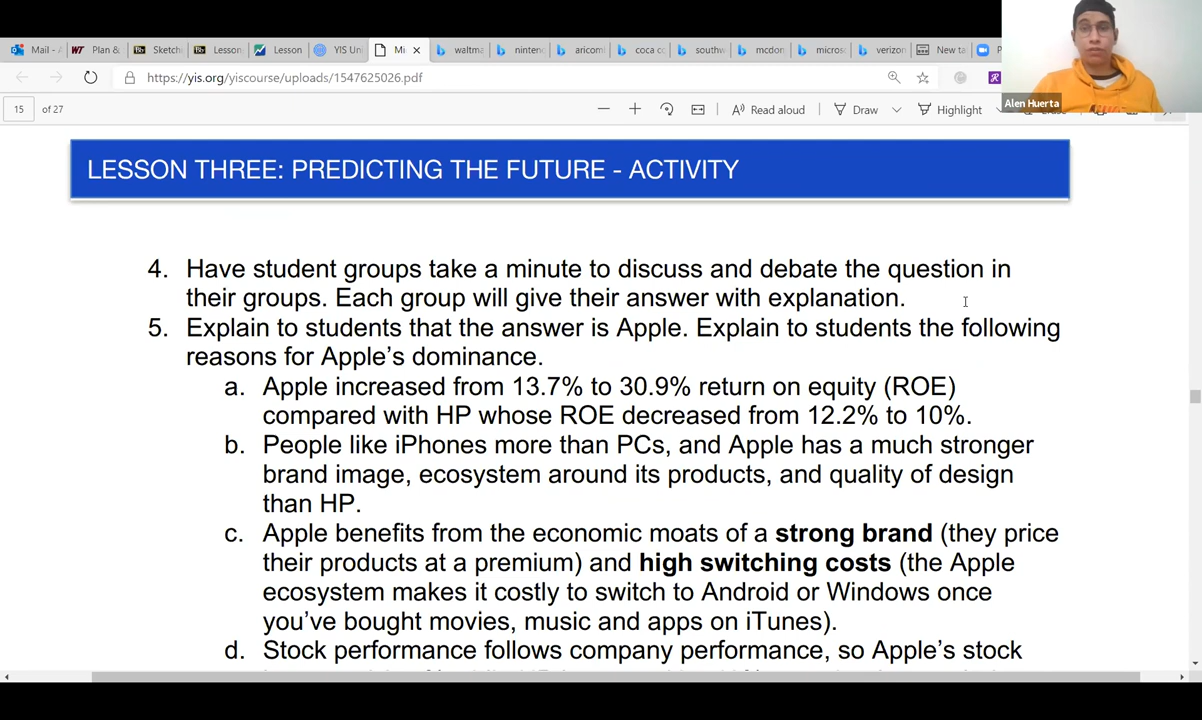 Mail - A
Plan &
Sketch
Lesson
Lesson
YIS Un
Mi
waltma
ninten
aricom
coca c
southw
mcdon
micros
verizon
New ta
https://yis.org/yiscourse/uploads/1547625026.pdf
15 of 27
Read aloud
Draw
Highlight
Alen Huerta
LESSON THREE: PREDICTING THE FUTURE - ACTIVITY
4. Have student groups take a minute to discuss and debate the question in
their groups. Each group will give their answer with explanation.
5. Explain to students that the answer is Apple. Explain to students the following
reasons for Apple's dominance.
a. Apple increased from 13.7% to 30.9% return on equity (ROE)
compared with HP whose ROE decreased from 12.2% to 10%.
b. People like iPhones more than PCs, and Apple has a much stronger
brand image, ecosystem around its products, and quality of design
than HP.
c. Apple benefits from the economic moats of a strong brand (they price
their products at a premium) and high switching costs (the Apple
ecosystem makes it costly to switch to Android or Windows once
you've bought movies, music and apps on iTunes).
d. Stock performance follows company performance, so Apple's stock